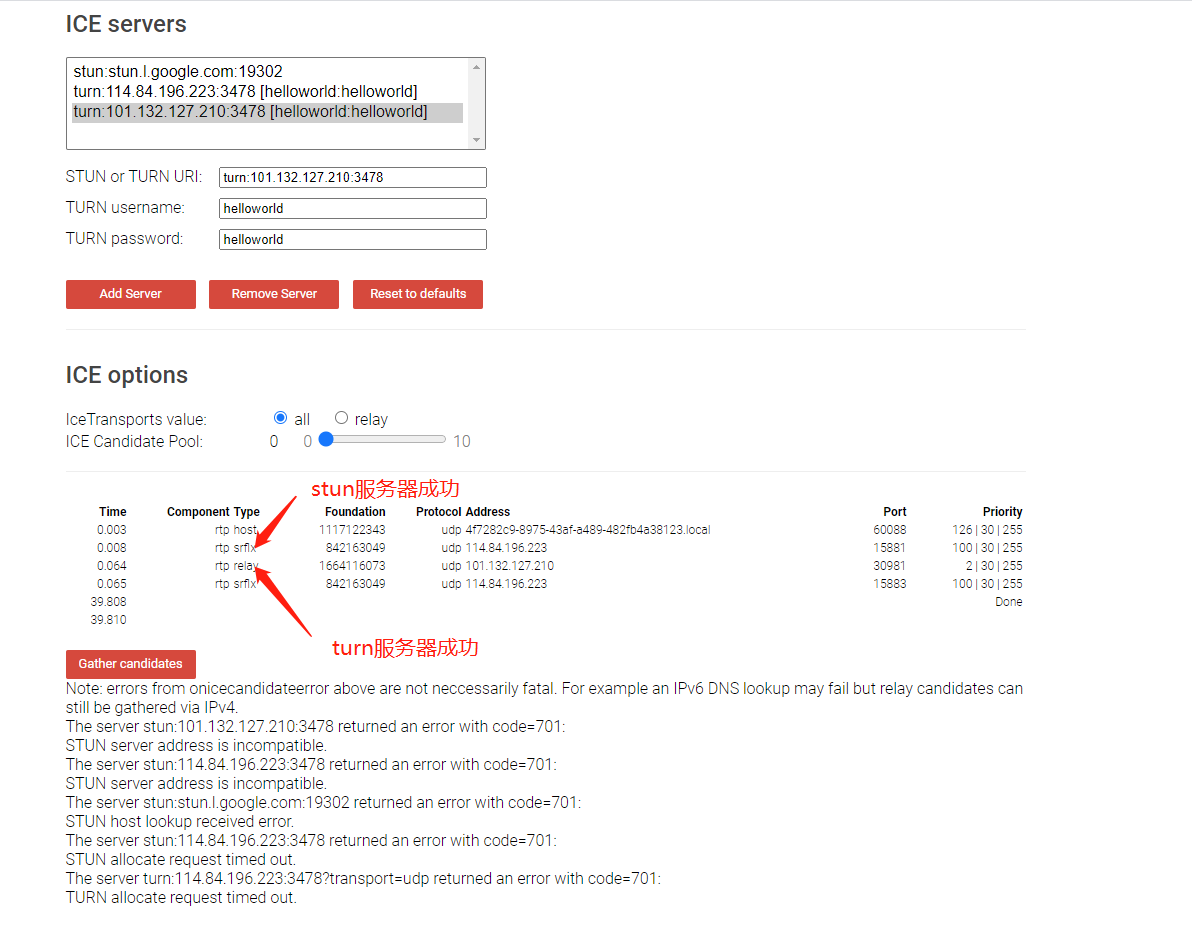 ICE servers
stun:stun.l.google.com:19302
turn:114.84.196.223:3478 [helloworld:helloworld]
turn:101.132.127.210:3478 [helloworld:helloworld]
STUN or TURN URI: turn:101.132.127.210:3478
TURN username: helloworld
TURN password: helloworld
Add Server Remove Server Reset to defaults
ICE options
IceTransports value: all relay
ICE Candidate Pool: 0 0 10
stun服务器成功
Time Component Type Foundation Protocol Address Port Priority
0.003 rtp host 1117122343 udp 4f7282c9-8975-43af-a489-482fb4a38123.local 60088 126 | 30 | 255
0.008 rtp srflx 842163049 udp 114.84.196.223 15881 100 | 30 | 255
0.064 rtp relay 1664116073 udp 101.132.127.210 30981 2 | 30 | 255
0.065 rtp srflx 842163049 udp 114.84.196.223 15883 100 | 30 | 255
39.808 Done
39.810
turn服务器成功
Gather candidates
Note: errors from onicecandidateerror above are not neccessarily fatal. For example an IPv6 DNS lookup may fail but relay candidates can
still be gathered via IPv4.
The server stun:101.132.127.210:3478 returned an error with code=701:
STUN server address is incompatible.
The server stun:114.84.196.223:3478 returned an error with code=701:
STUN server address is incompatible.
The server stun:stun.l.google.com:19302 returned an error with code=701:
STUN host lookup received error.
The server stun:114.84.196.223:3478 returned an error with code=701:
STUN allocate request timed out.
The server turn:114.84.196.223:3478?transport=udp returned an error with code=701:
TURN allocate request timed out.